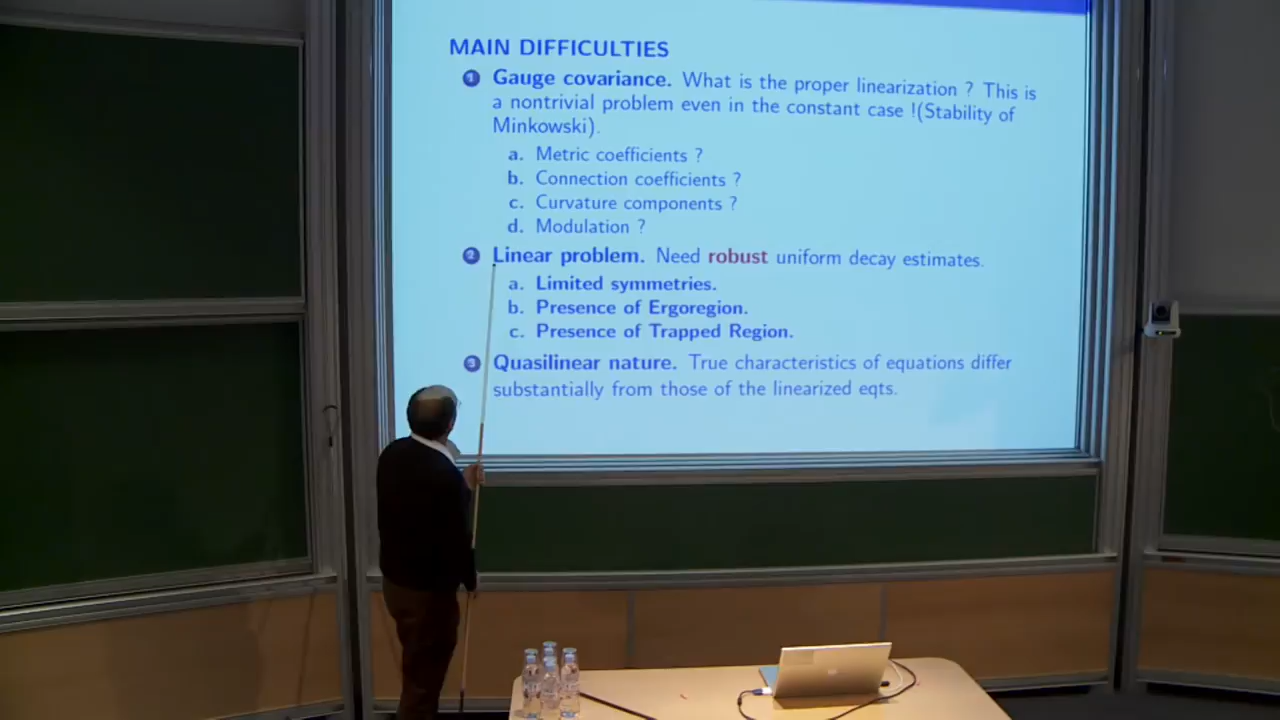 MAIN DIFFICULTIES
1 Gauge covariance. What is the proper linearization ? This is
a nontrivial problem even in the constant case !(Stability of
Minkowski).
a. Metric coefficients ?
b. Connection coefficients ?
c. Curvature components ?
d. Modulation ?
2 Linear problem. Need robust uniform decay estimates.
a. Limited symmetries.
b. Presence of Ergoregion.
c. Presence of Trapped Region.
3 Quasilinear nature. True characteristics of equations differ
substantially from those of the linearized eqts.